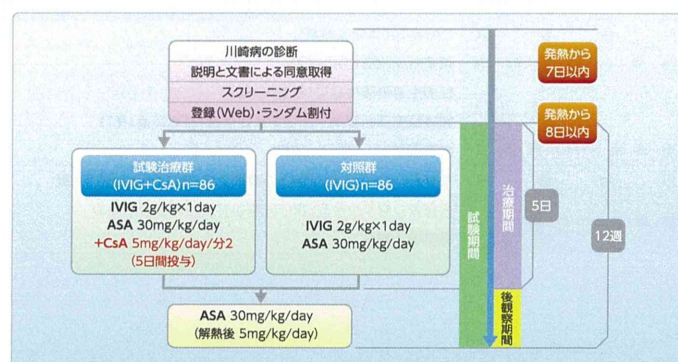 川崎病の診断
説明と文書による同意取得
スクリーニング
登録(Web)・ランダム割付
発熱から
7日以内
発熱から
8日以内
試験治療群
(IVIG+CsA)n=86
IVIG 2g/kg×1day
ASA 30mg/kg/day
+CsA 5mg/kg/day/分2
(5日間投与)
対照群
(IVIG)n=86
IVIG 2g/kg×1day
ASA 30mg/kg/day
試験期間
治療期間
5日
12週
後観察期間
ASA 30mg/kg/day
(解熱後 5mg/kg/day)